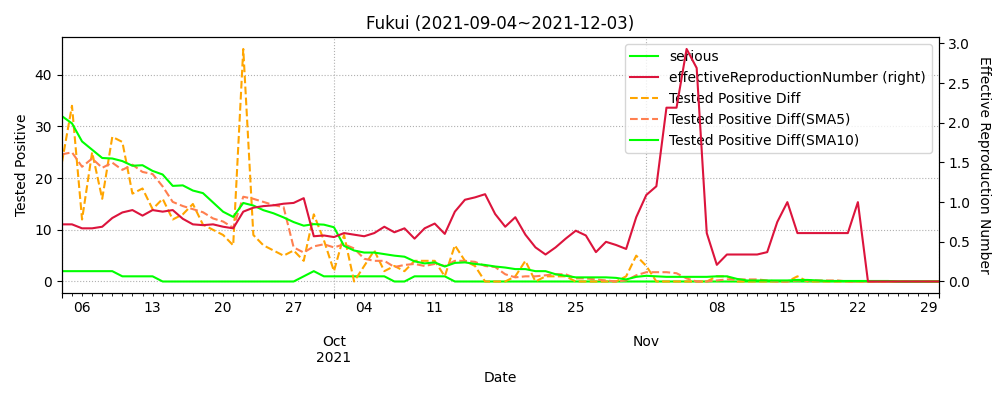 Fukui (2021-09-04~2021-12-03)
serious
effectiveReproductionNumber (right)
Tested Positive Diff
Tested Positive Diff(SMA5)
Tested Positive Diff(SMA10)
Tested Positive
40
30
20
10
0
Effective Reproduction Number
3.0
2.5
2.0
1.5
1.0
0.5
0.0
06 13 20 27 04 11 18 25 08 15 22 29
Oct Nov
2021
Date